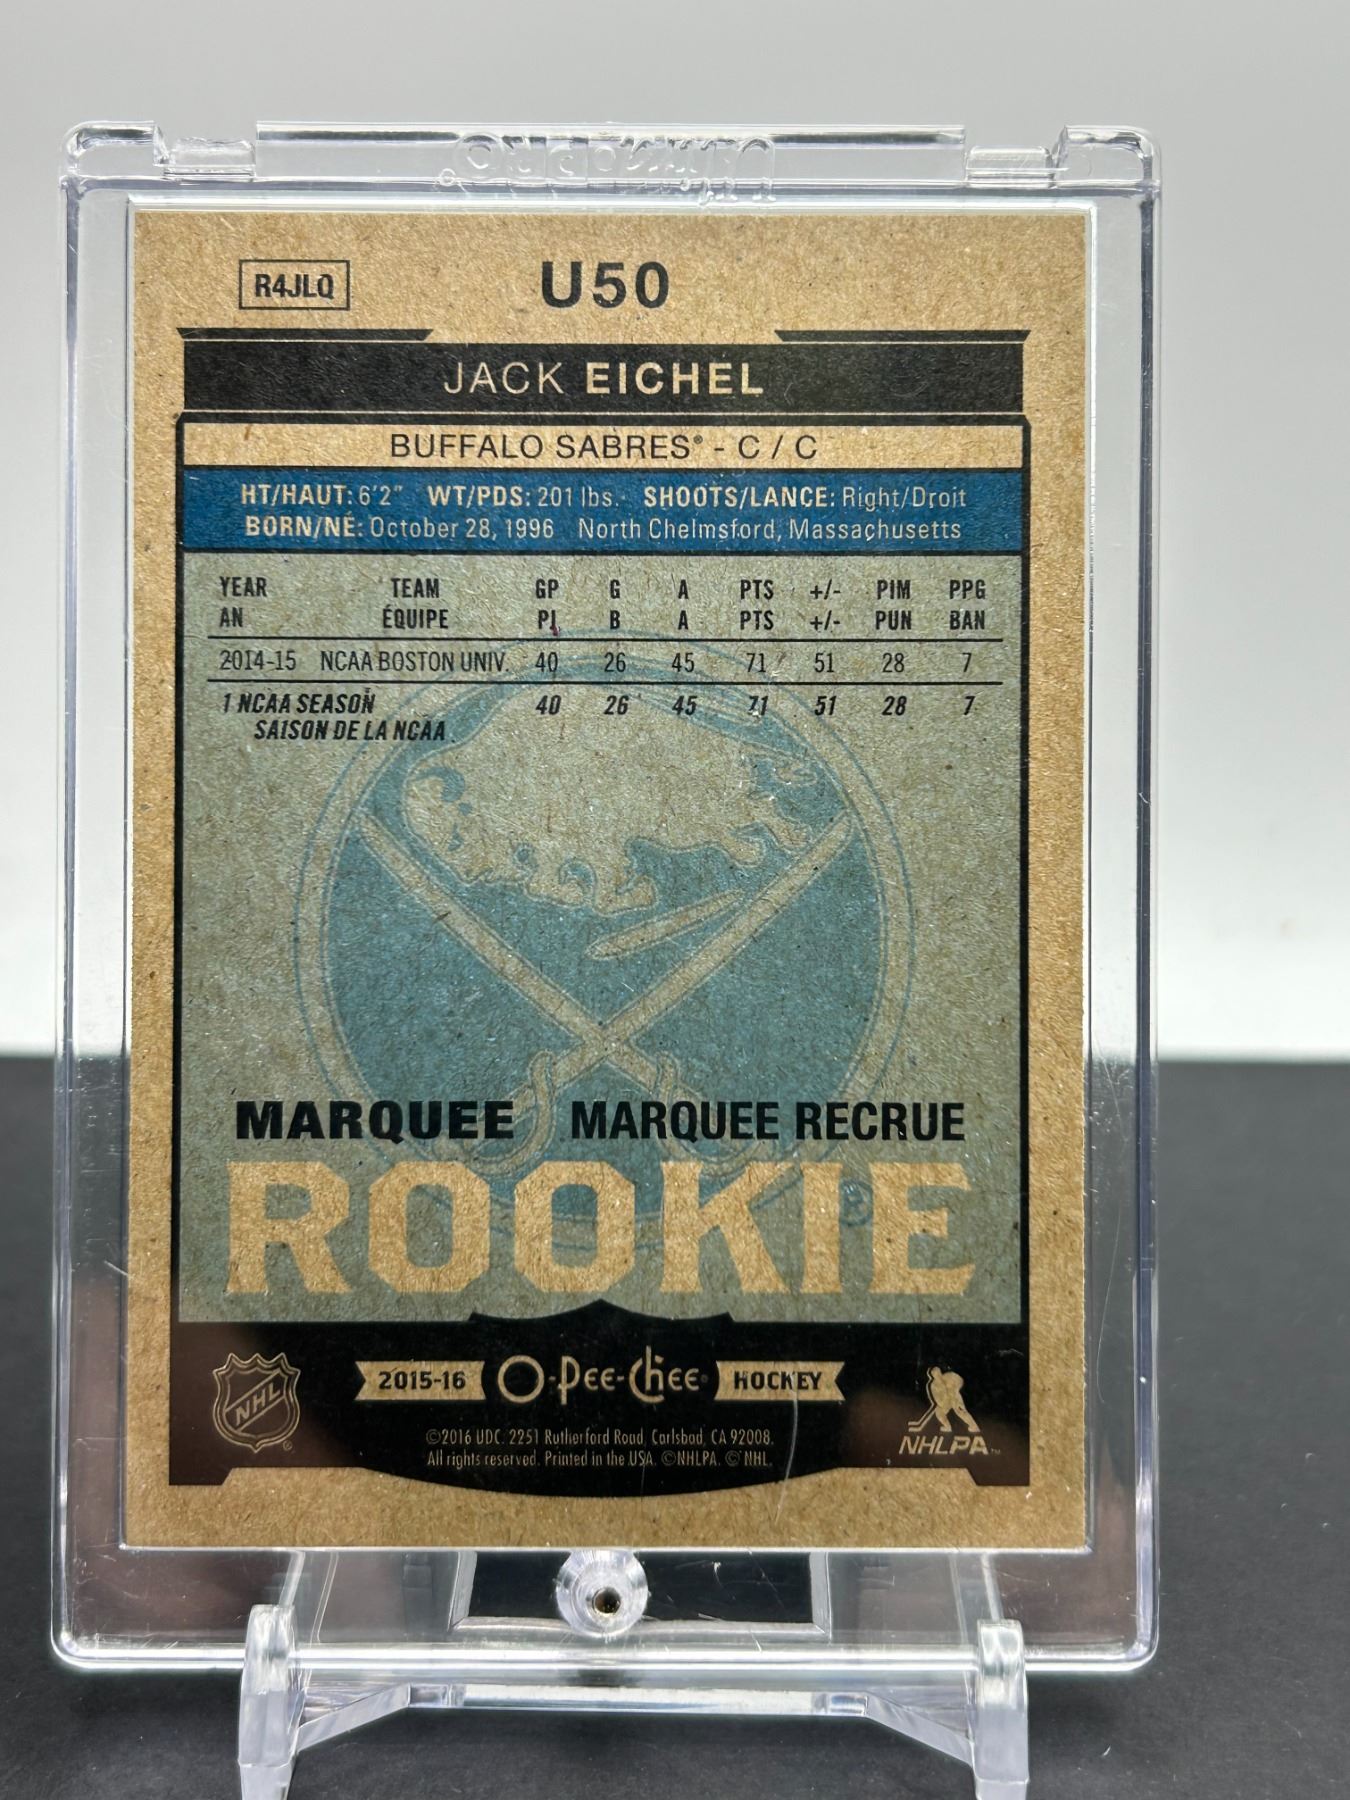 ultra·pro®
R4JLQ
U50
JACK EICHEL
BUFFALO SABRES® - C / C
HT/HAUT: 6'2" WT/PDS: 201 lbs. SHOOTS/LANCE: Right/Droit
BORN/NÉ: October 28, 1996 North Chelmsford, Massachusetts
YEAR TEAM GP G A PTS +/- PIM PPG
AN ÉQUIPE PJ B A PTS +/- PUN BAN
2014-15 NCAA BOSTON UNIV. 40 26 45 71 51 28 7
1 NCAA SEASON 40 26 45 71 51 28 7
SAISON DE LA NCAA
MARQUEE MARQUEE RECRUE
ROOKIE
NHL® 2015-16 O-Pee-Chee® HOCKEY
NHLPA™
©2016 UDC. 2251 Rutherford Road, Carlsbad, CA 92008.
All rights reserved. Printed in the USA. ©NHLPA. © NHL.